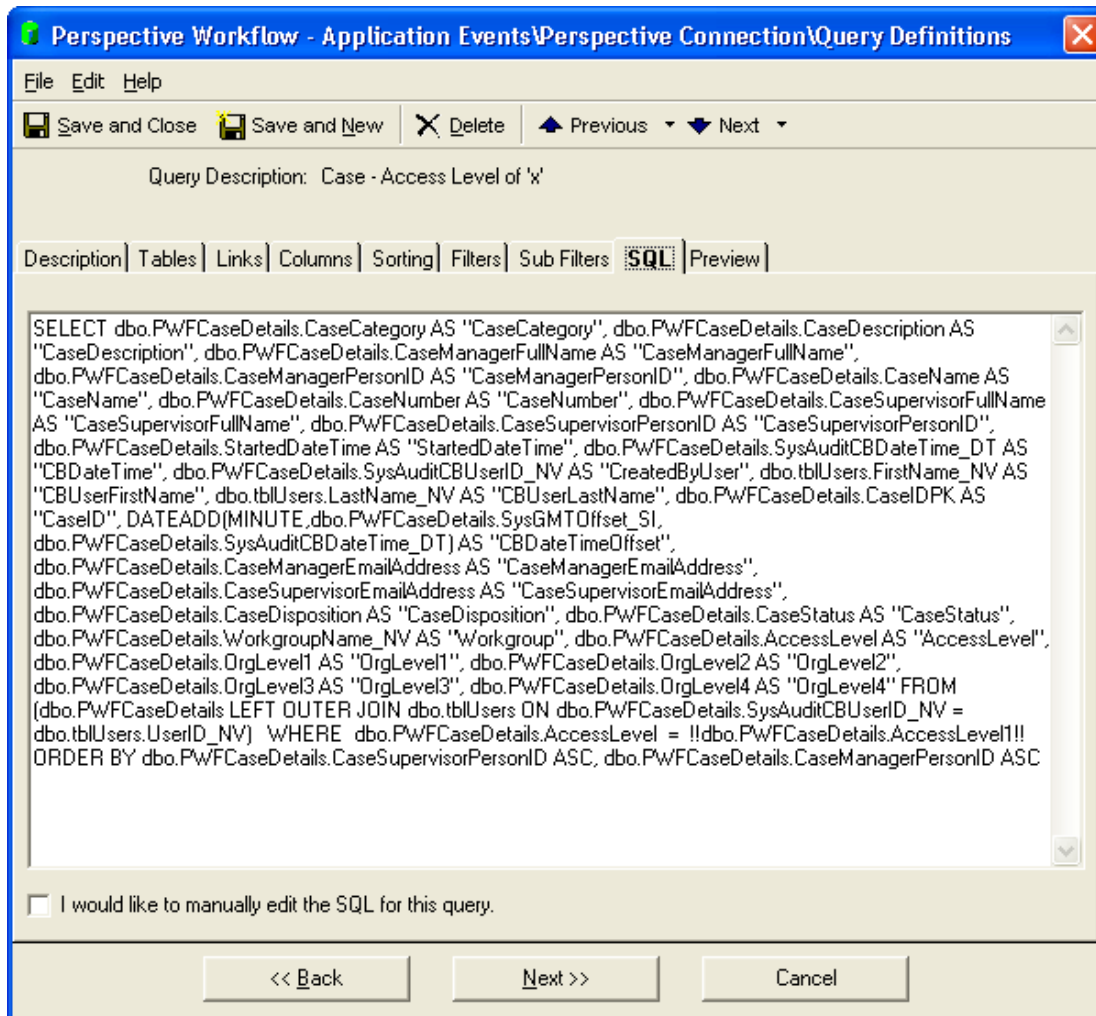 Perspective Workflow - Application Events\Perspective Connection\Query Definitions
File Edit Help
Save and Close Save and New Delete Previous Next
Query Description: Case - Access Level of 'x'
Description Tables Links Columns Sorting Filters Sub Filters SQL Preview
SELECT dbo.PWFCaseDetails.CaseCategory AS "CaseCategory", dbo.PWFCaseDetails.CaseDescription AS
"CaseDescription", dbo.PWFCaseDetails.CaseManagerFullName AS "CaseManagerFullName",
dbo.PWFCaseDetails.CaseManagerPersonID AS "CaseManagerPersonID", dbo.PWFCaseDetails.CaseName AS
"CaseName", dbo.PWFCaseDetails.CaseNumber AS "CaseNumber", dbo.PWFCaseDetails.CaseSupervisorFullName
AS "CaseSupervisorFullName", dbo.PWFCaseDetails.CaseSupervisorPersonID AS "CaseSupervisorPersonID",
dbo.PWFCaseDetails.StartedDateTime AS "StartedDateTime", dbo.PWFCaseDetails.SysAuditCBDateTime_DT AS
"CBDateTime", dbo.PWFCaseDetails.SysAuditCBUserID_NV AS "CreatedByUser", dbo.tblUsers.FirstName_NV AS
"CBUserFirstName", dbo.tblUsers.LastName_NV AS "CBUserLastName", dbo.PWFCaseDetails.CaseIDPK AS
"CaseID", DATEADD(MINUTE,dbo.PWFCaseDetails.SysGMTOffset_SI,
dbo.PWFCaseDetails.SysAuditCBDateTime_DT) AS "CBDateTimeOffset",
dbo.PWFCaseDetails.CaseManagerEmailAddress AS "CaseManagerEmailAddress",
dbo.PWFCaseDetails.CaseSupervisorEmailAddress AS "CaseSupervisorEmailAddress",
dbo.PWFCaseDetails.CaseDisposition AS "CaseDisposition", dbo.PWFCaseDetails.CaseStatus AS "CaseStatus",
dbo.PWFCaseDetails.WorkgroupName_NV AS "Workgroup", dbo.PWFCaseDetails.AccessLevel AS "AccessLevel",
dbo.PWFCaseDetails.OrgLevel1 AS "OrgLevel1", dbo.PWFCaseDetails.OrgLevel2 AS "OrgLevel2",
dbo.PWFCaseDetails.OrgLevel3 AS "OrgLevel3", dbo.PWFCaseDetails.OrgLevel4 AS "OrgLevel4" FROM
(dbo.PWFCaseDetails LEFT OUTER JOIN dbo.tblUsers ON dbo.PWFCaseDetails.SysAuditCBUserID_NV =
dbo.tblUsers.UserID_NV) WHERE dbo.PWFCaseDetails.AccessLevel = !!dbo.PWFCaseDetails.AccessLevel1!!
ORDER BY dbo.PWFCaseDetails.CaseSupervisorPersonID ASC, dbo.PWFCaseDetails.CaseManagerPersonID ASC
I would like to manually edit the SQL for this query.
<< Back Next >> Cancel